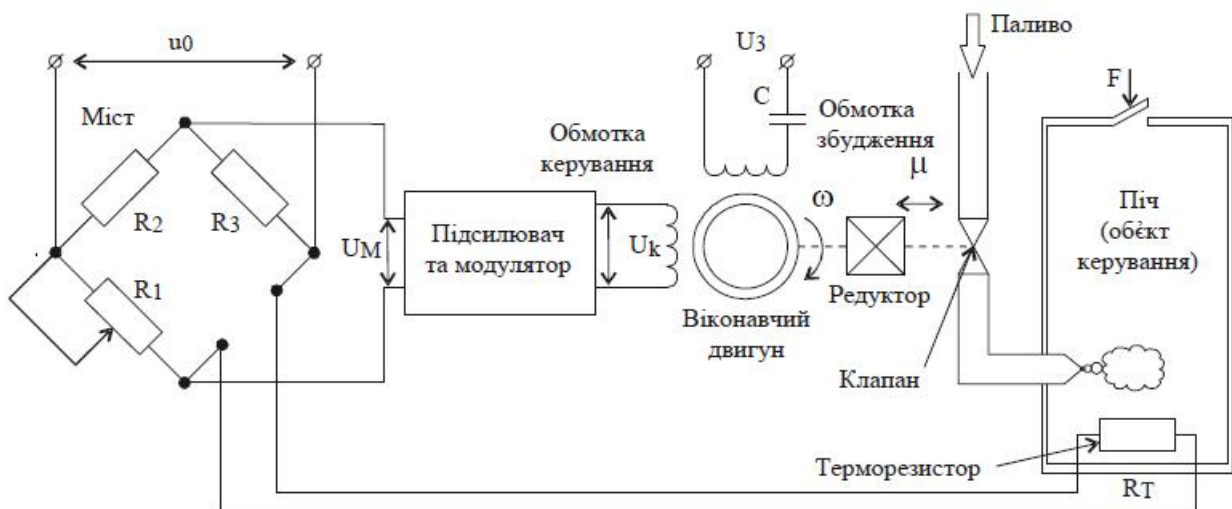 u0
Міст
R2
R3
R1
UM
Підсилювач
та модулятор
Обмотка
керування
Uk
U3
C
Обмотка
збудження
ω
μ
Редуктор
Віконавчий
двигун
Паливо
Клапан
F
Піч
(обєкт
керування)
Терморезистор
RT